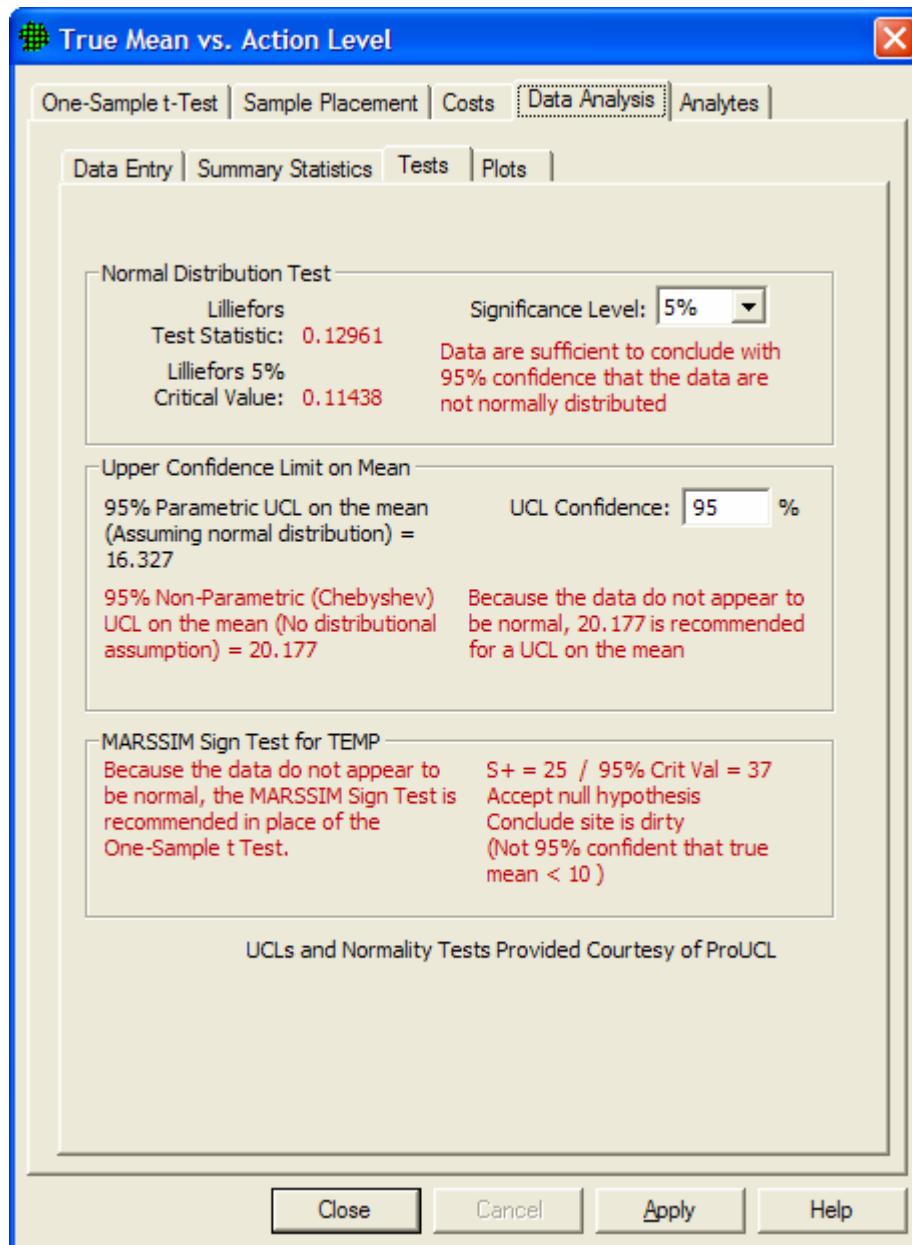 True Mean vs. Action Level
One-Sample t-Test
Sample Placement
Costs
Data Analysis
Analytes
Data Entry
Summary Statistics
Tests
Plots
Normal Distribution Test
Lilliefors
Test Statistic: 0.12961
Lilliefors 5%
Critical Value: 0.11438
Significance Level: 5%
Data are sufficient to conclude with
95% confidence that the data are
not normally distributed
Upper Confidence Limit on Mean
95% Parametric UCL on the mean
(Assuming normal distribution) =
16.327
UCL Confidence: 95 %
95% Non-Parametric (Chebyshev)
UCL on the mean (No distributional
assumption) = 20.177
Because the data do not appear to
be normal, 20.177 is recommended
for a UCL on the mean
MARSSIM Sign Test for TEMP
Because the data do not appear to
be normal, the MARSSIM Sign Test is
recommended in place of the
One-Sample t Test.
S+ = 25 / 95% Crit Val = 37
Accept null hypothesis
Conclude site is dirty
(Not 95% confident that true
mean < 10 )
UCLs and Normality Tests Provided Courtesy of ProUCL
Close
Cancel
Apply
Help